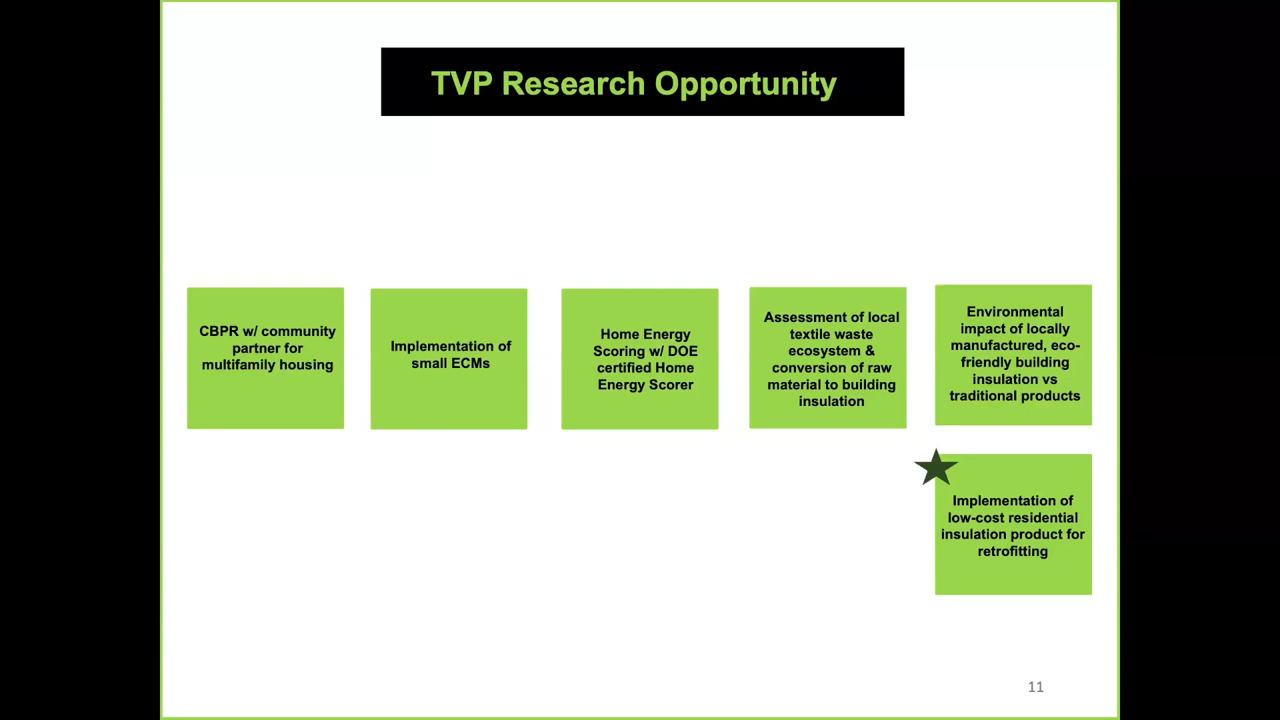 TVP Research Opportunity
CBPR w/ community
partner for
multifamily housing
Implementation of
small ECMs
Home Energy
Scoring w/ DOE
certified Home
Energy Scorer
Assessment of local
textile waste
ecosystem &
conversion of raw
material to building
insulation
Environmental
impact of locally
manufactured, eco-
friendly building
insulation vs
traditional products
Implementation of
low-cost residential
insulation product for
retrofitting
11